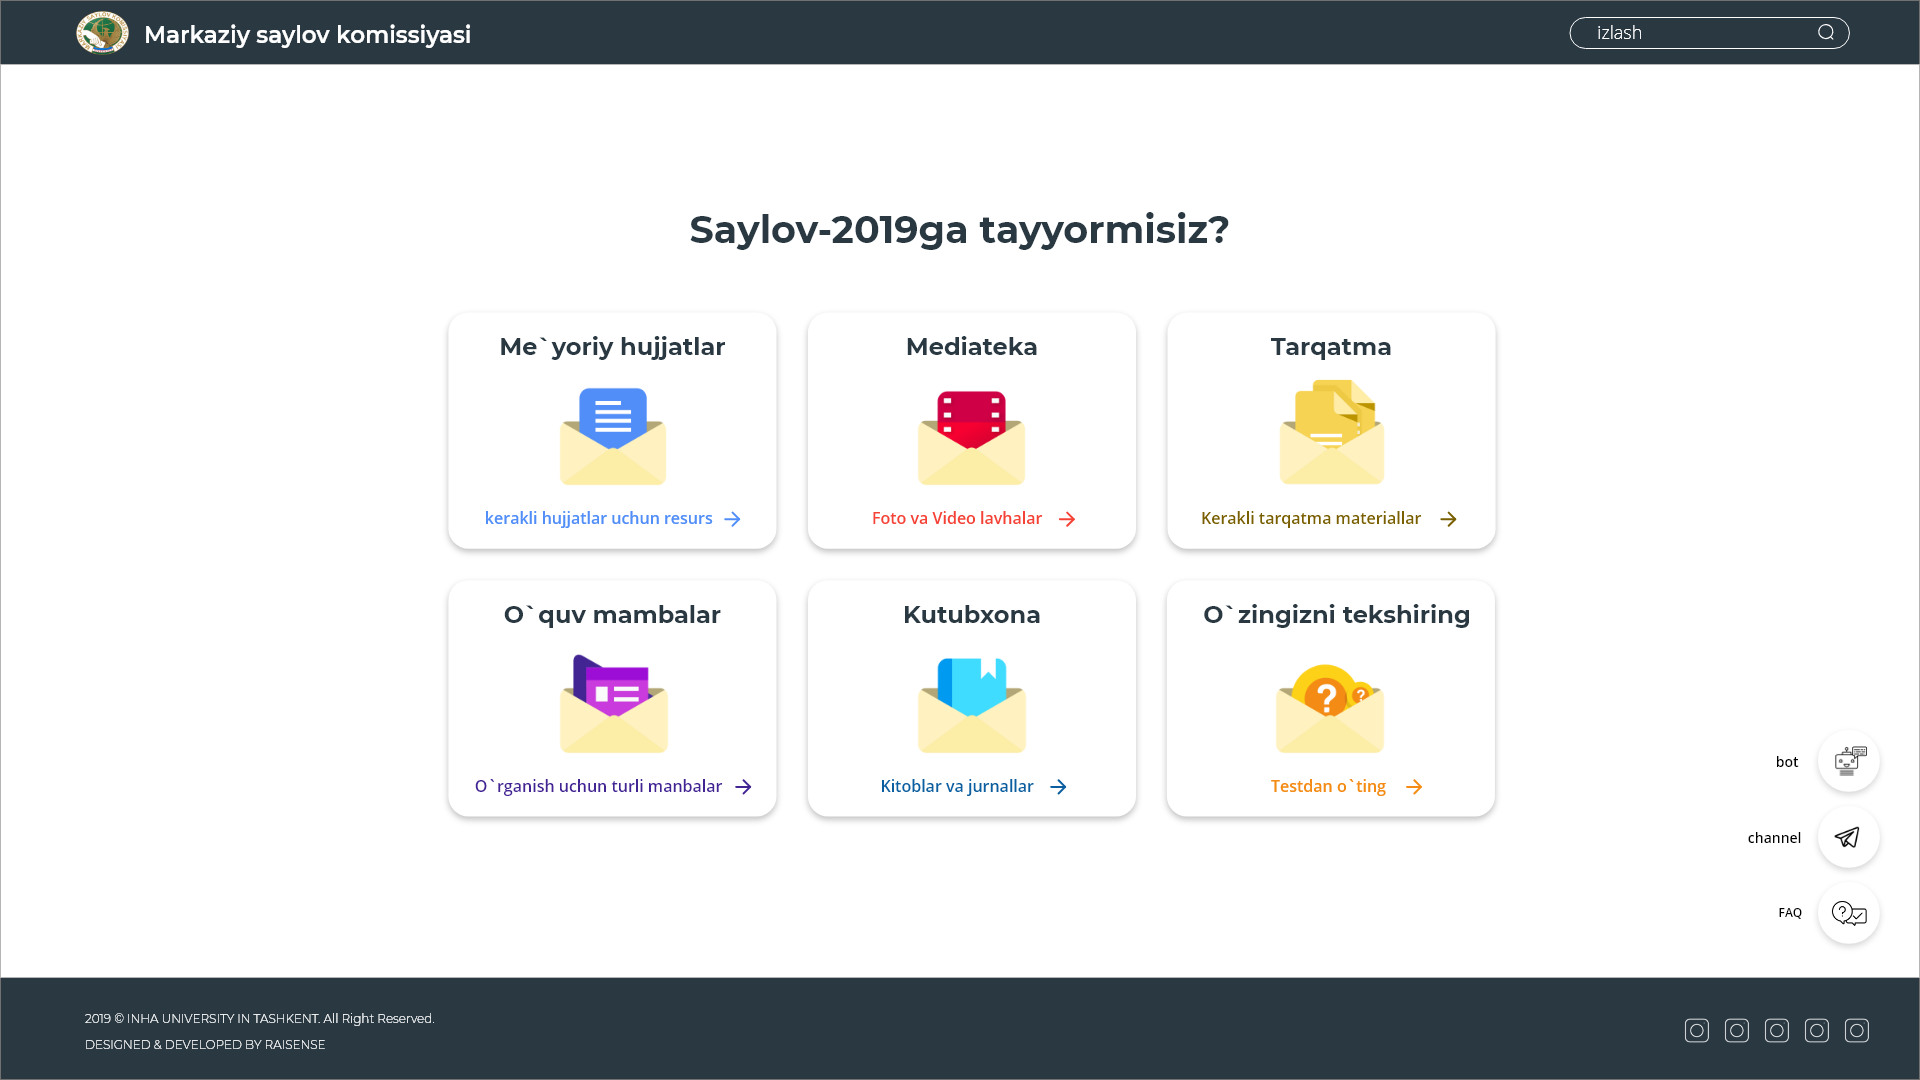 Markaziy saylov komissiyasi
izlash
Saylov-2019ga tayyormisiz?
Me`yoriy hujjatlar
kerakli hujjatlar uchun resurs
Mediateka
Foto va Video lavhalar
Tarqatma
Kerakli tarqatma materiallar
O`quv mambalar
O`rganish uchun turli manbalar
Kutubxona
Kitoblar va jurnallar
O`zingizni tekshiring
Testdan o`ting
bot
channel
FAQ
2019 © INHA UNIVERSITY IN TASHKENT. All Right Reserved.
DESIGNED & DEVELOPED BY RAISENSE